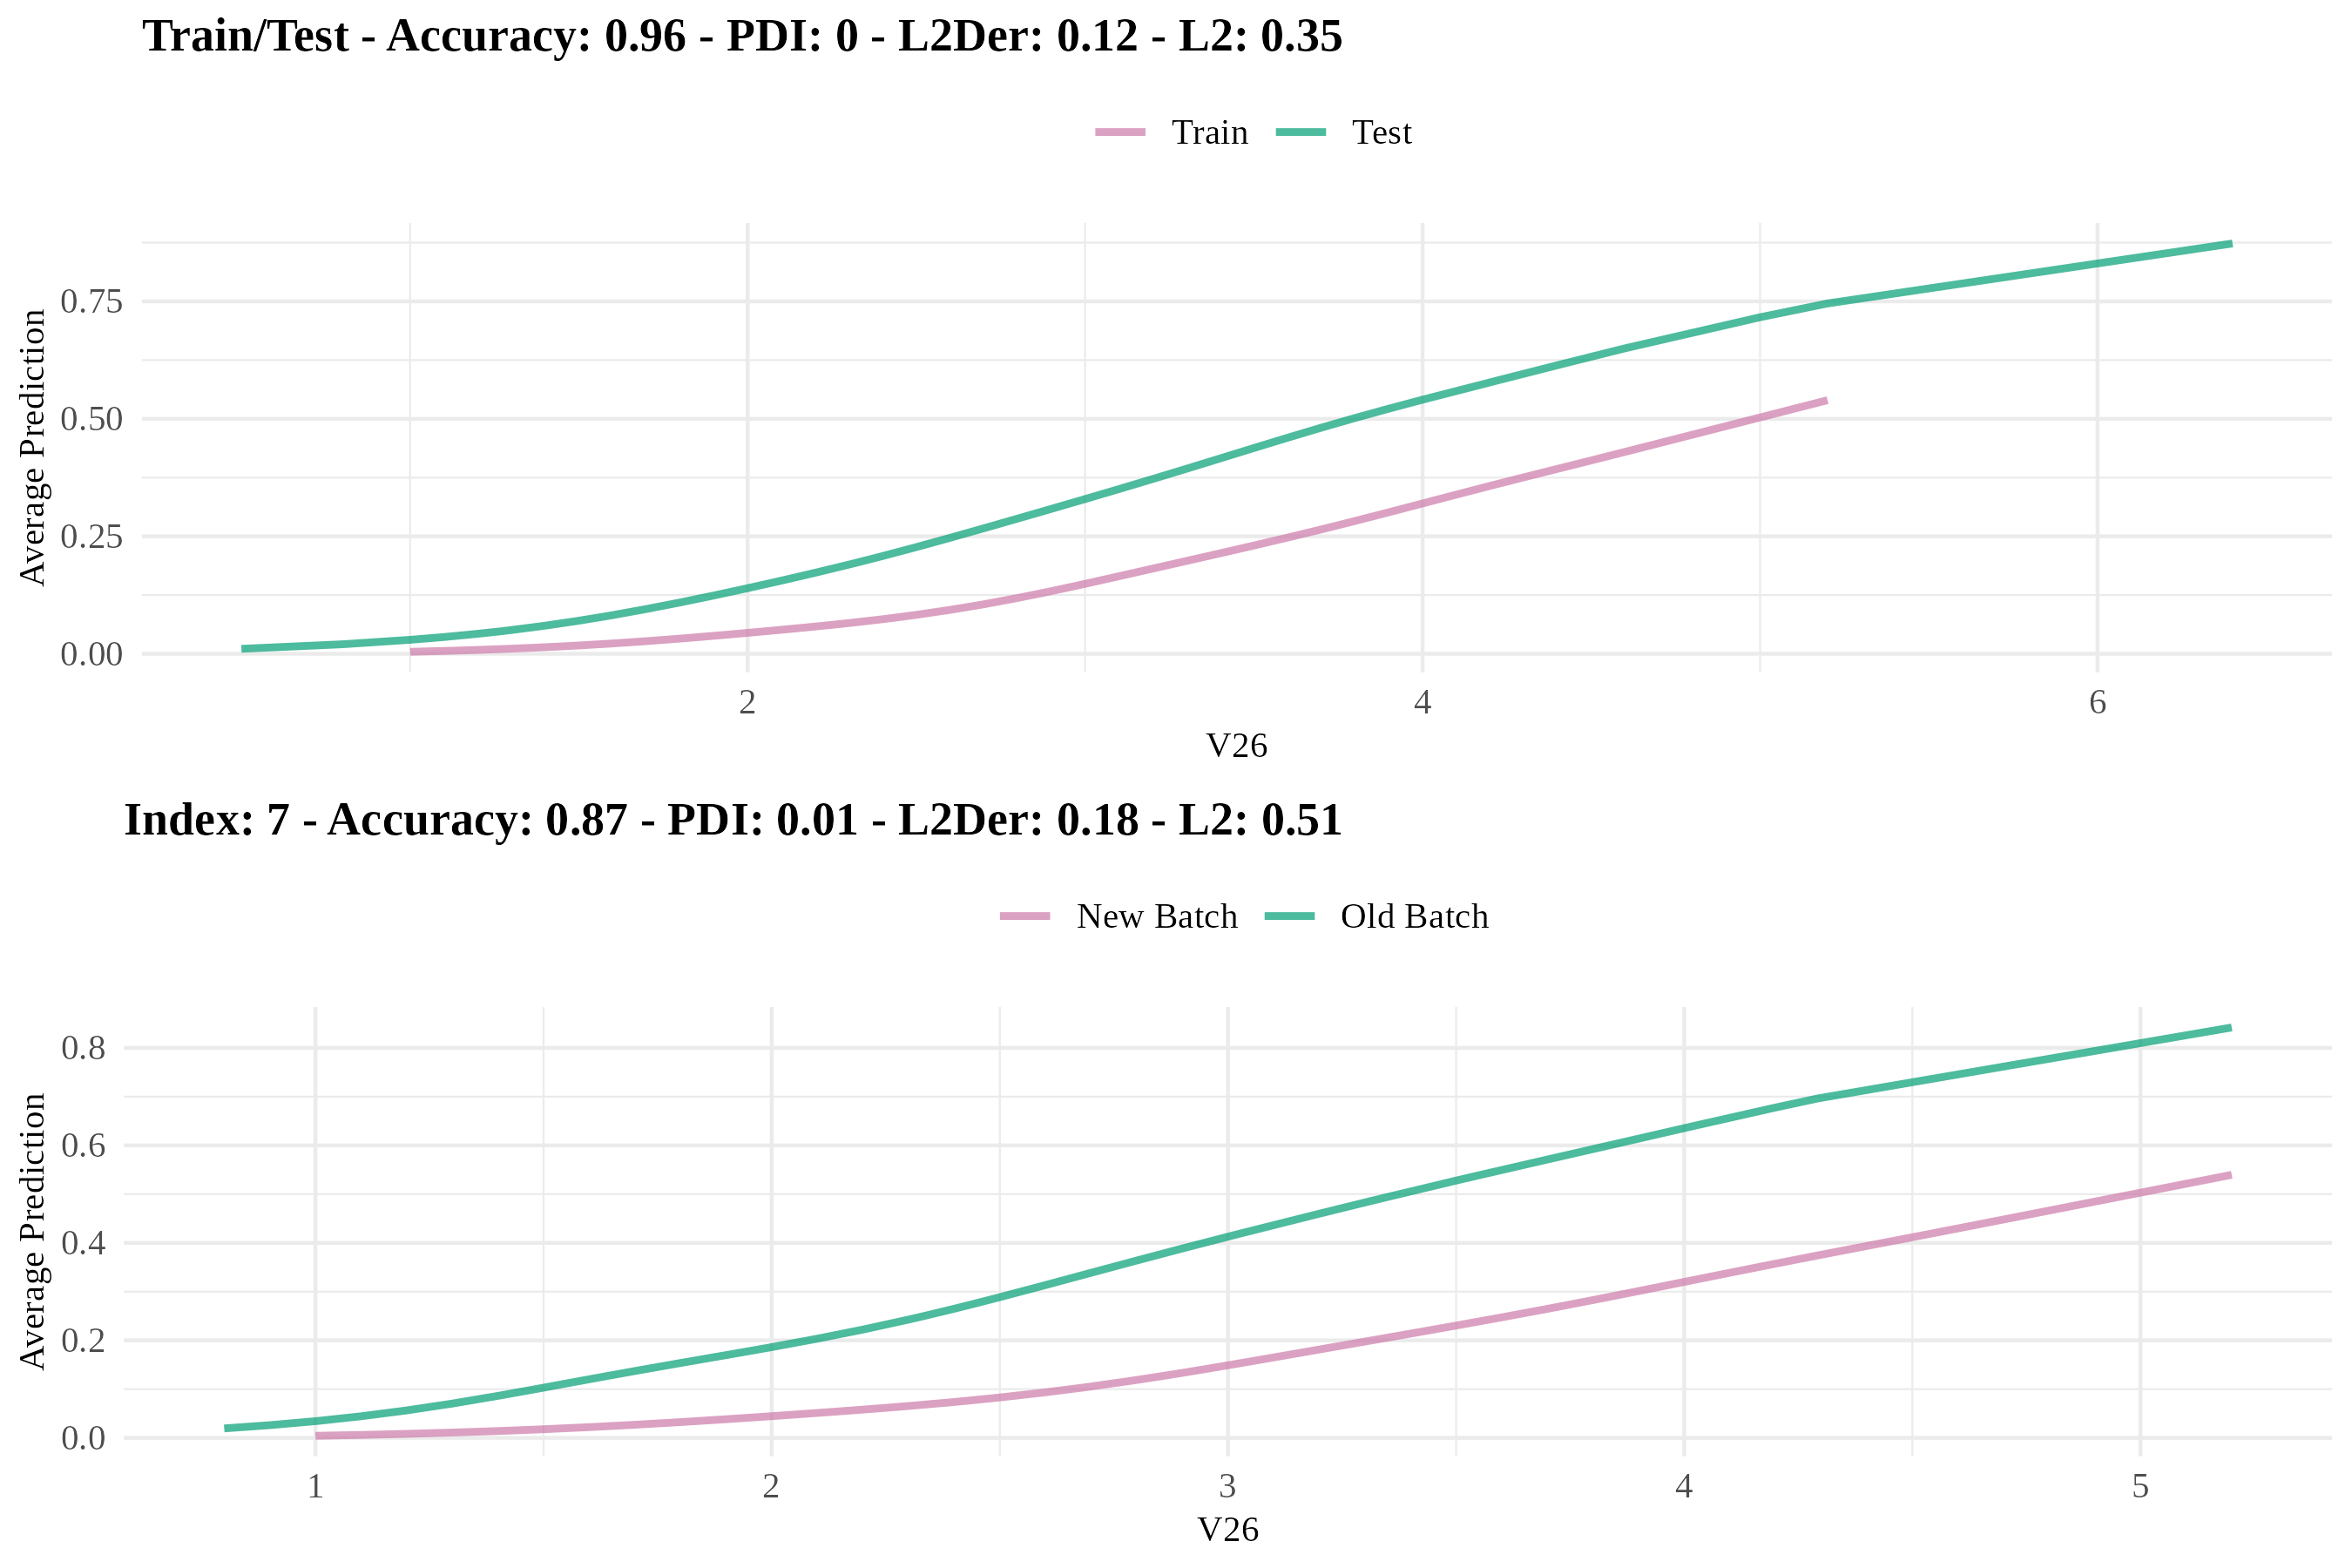 Train/Test - Accuracy: 0.96 - PDI: 0 - L2Der: 0.12 - L2: 0.35
Train Test
Average Prediction
0.75
0.50
0.25
0.00
2 4 6
V26
Index: 7 - Accuracy: 0.87 - PDI: 0.01 - L2Der: 0.18 - L2: 0.51
New Batch Old Batch
Average Prediction
0.8
0.6
0.4
0.2
0.0
1 2 3 4 5
V26